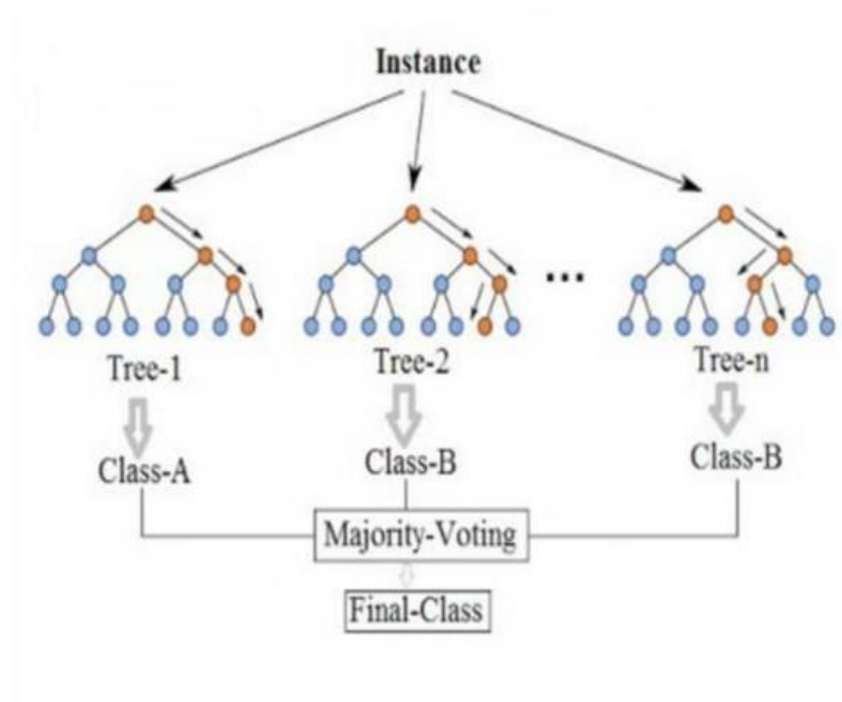 Instance
...
Tree-1
Tree-2
Tree-n
Class-A
Class-B
Class-B
Majority-Voting
Final-Class